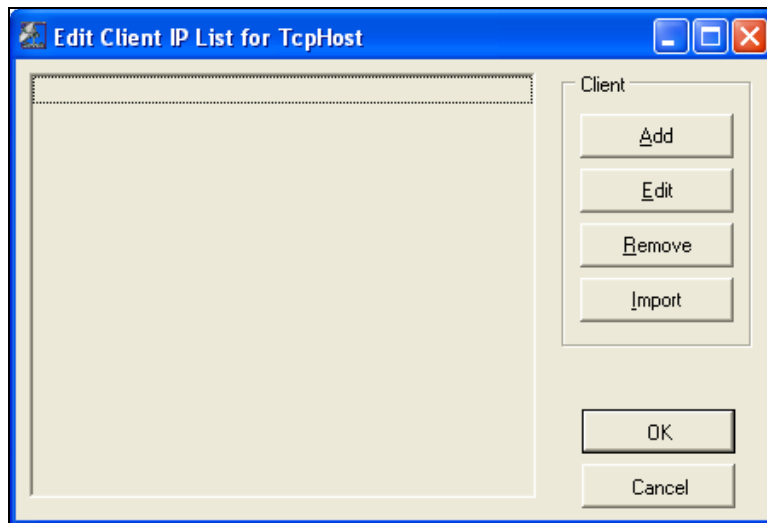 Edit Client IP List for TcpHost
Client
Add
Edit
Remove
Import
OK
Cancel